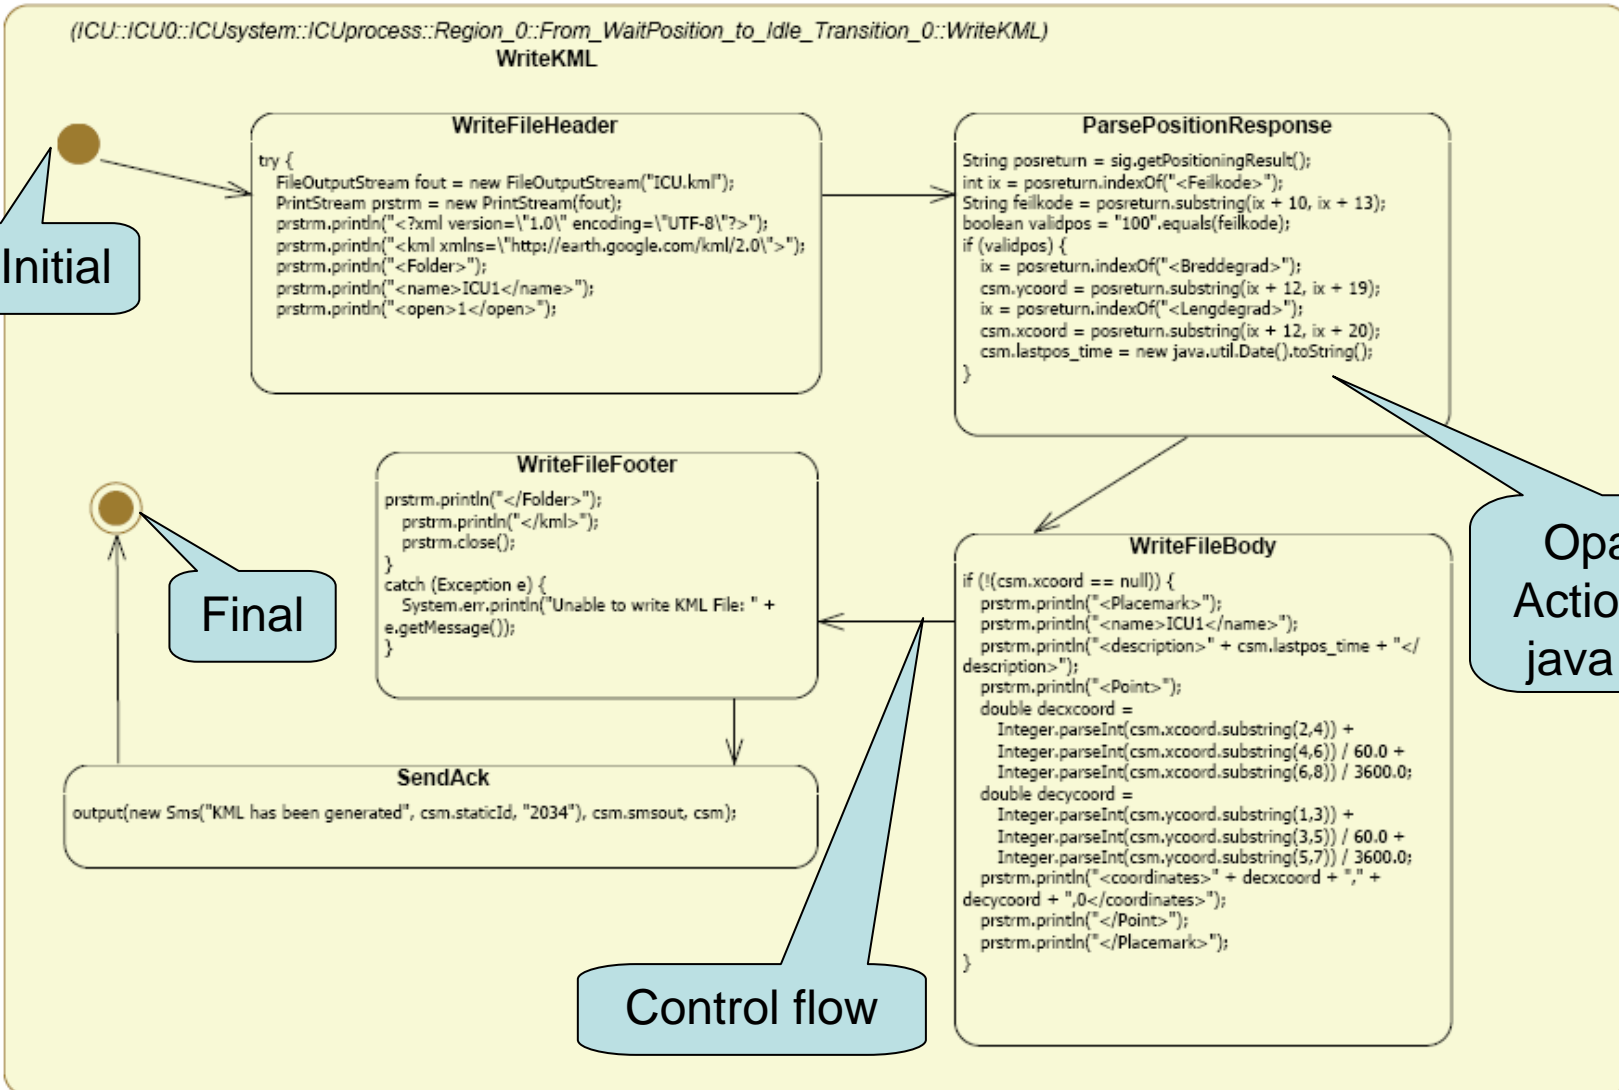 (ICU::ICU0::ICUsystem::ICUprocess::Region_0::From_WaitPosition_to_Idle_Transition_0::WriteKML)
WriteKML
Initial
WriteFileHeader
try {
FileOutputStream fout = new FileOutputStream("ICU.kml");
PrintStream prstrm = new PrintStream(fout);
prstrm.println("<?xml version=\"1.0\" encoding=\"UTF-8\"?>");
prstrm.println("<kml xmlns=\"http://earth.google.com/kml/2.0\">");
prstrm.println("<Folder>");
prstrm.println("<name>ICU1</name>");
prstrm.println("<open>1</open>");
ParsePositionResponse
String posreturn = sig.getPositioningResult();
int ix = posreturn.indexOf("<Feilkode>");
String feilkode = posreturn.substring(ix + 10, ix + 13);
boolean validpos = "100".equals(feilkode);
if (validpos) {
ix = posreturn.indexOf("<Breddegrad>");
csm.ycoord = posreturn.substring(ix + 12, ix + 19);
ix = posreturn.indexOf("<Lengdegrad>");
csm.xcoord = posreturn.substring(ix + 12, ix + 20);
csm.lastpos_time = new java.util.Date().toString();
}
Opa
Actio
java
WriteFileBody
if (!(csm.xcoord == null)) {
prstrm.println("<Placemark>");
prstrm.println("<name>ICU1</name>");
prstrm.println("<description>" + csm.lastpos_time + "</
description>");
prstrm.println("<Point>");
double decxcoord =
Integer.parseInt(csm.xcoord.substring(2,4)) +
Integer.parseInt(csm.xcoord.substring(4,6)) / 60.0 +
Integer.parseInt(csm.xcoord.substring(6,8)) / 3600.0;
double decycoord =
Integer.parseInt(csm.ycoord.substring(1,3)) +
Integer.parseInt(csm.ycoord.substring(3,5)) / 60.0 +
Integer.parseInt(csm.ycoord.substring(5,7)) / 3600.0;
prstrm.println("<coordinates>" + decxcoord + "," +
decycoord + ",0</coordinates>");
prstrm.println("</Point>");
prstrm.println("</Placemark>");
}
Control flow
WriteFileFooter
prstrm.println("</Folder>");
prstrm.println("</kml>");
prstrm.close();
}
catch (Exception e) {
System.err.println("Unable to write KML File: " +
e.getMessage());
}
SendAck
output(new Sms("KML has been generated", csm.staticId, "2034"), csm.smsout, csm);
Final